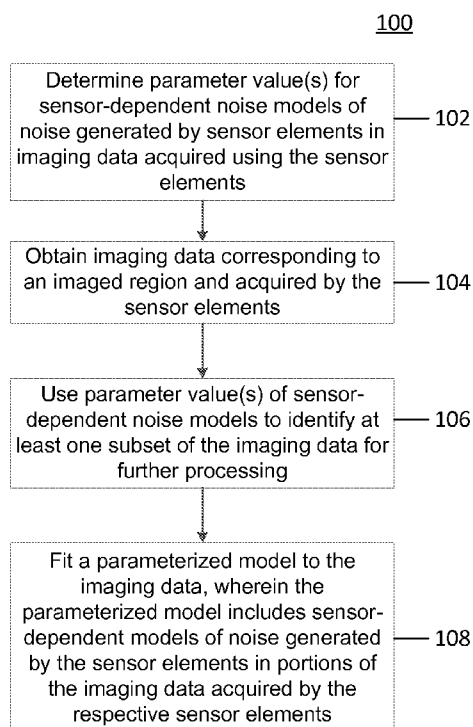 100
Determine parameter value(s) for
sensor-dependent noise models of
noise generated by sensor elements in
imaging data acquired using the sensor
elements
102
Obtain imaging data corresponding to
an imaged region and acquired by the
sensor elements
104
Use parameter value(s) of sensor-
dependent noise models to identify at
least one subset of the imaging data for
further processing
106
Fit a parameterized model to the
imaging data, wherein the
parameterized model includes sensor-
dependent models of noise generated
by the sensor elements in portions of
the imaging data acquired by the
respective sensor elements
108